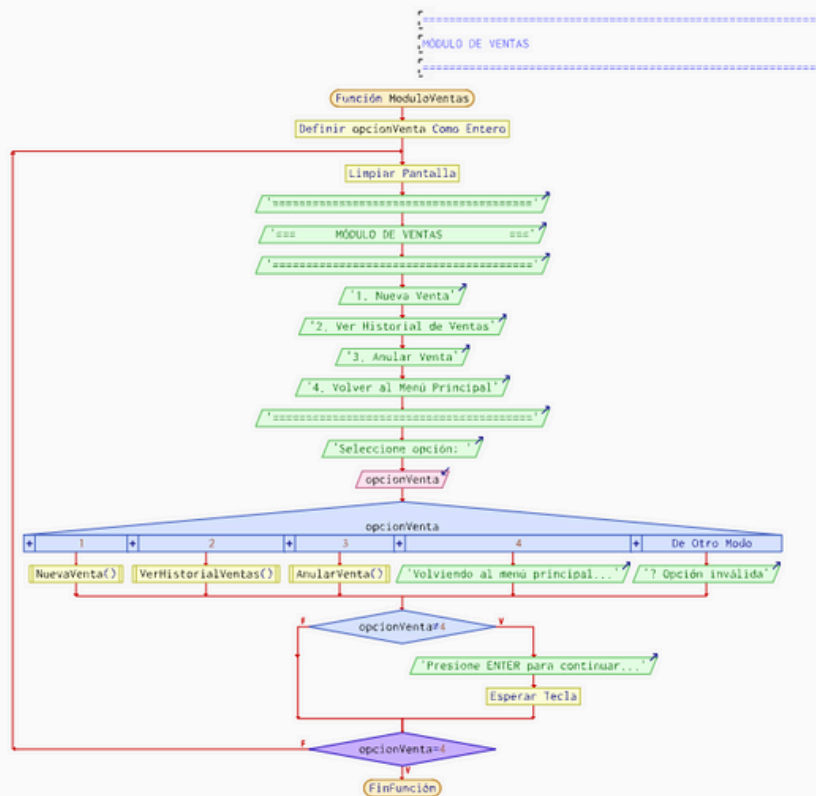 ================================================
MÓDULO DE VENTAS
================================================
Función ModuloVentas
Definir opcionVenta Como Entero
Limpiar Pantalla
'======================================='
'===      MÓDULO DE VENTAS          ==='
'======================================='
'1. Nueva Venta'
'2. Ver Historial de Ventas'
'3. Anular Venta'
'4. Volver al Menú Principal'
'======================================='
'Seleccione opción: '
opcionVenta
opcionVenta
+ 1 + 2 + 3 + 4 + De Otro Modo
NuevaVenta() VerHistorialVentas() AnularVenta() 'Volviendo al menú principal...' '? Opción inválida'
F opcionVenta≠4 V
'Presione ENTER para continuar...'
Esperar Tecla
F opcionVenta=4
V
FinFunción